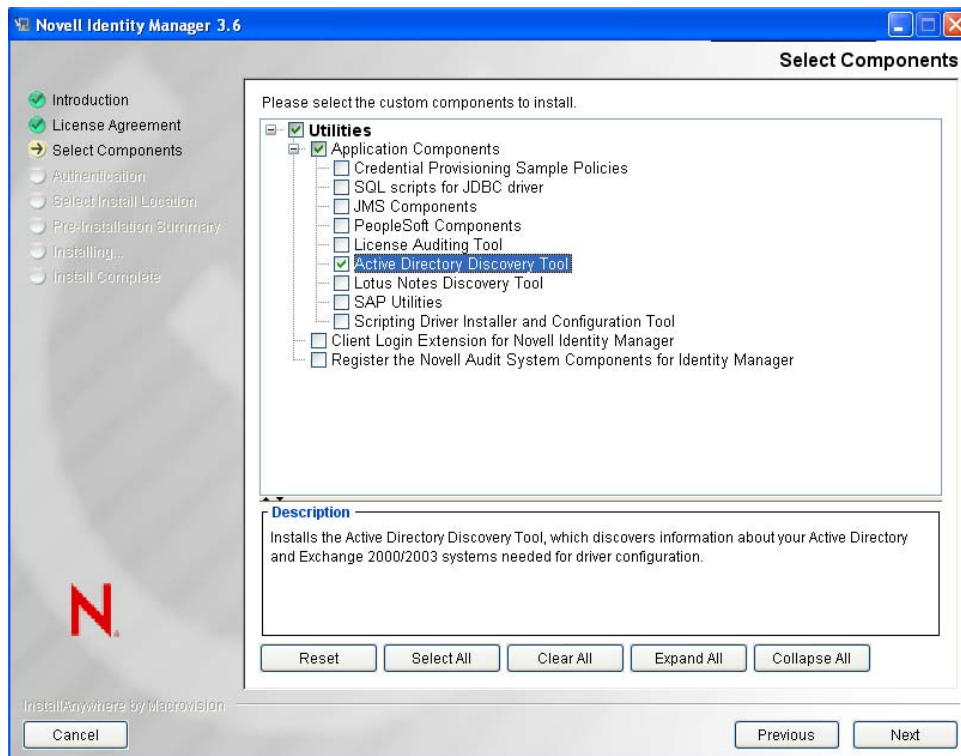 Novell Identity Manager 3.6
Select Components
Introduction
License Agreement
Select Components
Authentication
Select Install Location
Pre-Installation Summary
Installing...
Install Complete
Please select the custom components to install.
Utilities
Application Components
Credential Provisioning Sample Policies
SQL scripts for JDBC driver
JMS Components
PeopleSoft Components
License Auditing Tool
Active Directory Discovery Tool
Lotus Notes Discovery Tool
SAP Utilities
Scripting Driver Installer and Configuration Tool
Client Login Extension for Novell Identity Manager
Register the Novell Audit System Components for Identity Manager
Description
Installs the Active Directory Discovery Tool, which discovers information about your Active Directory
and Exchange 2000/2003 systems needed for driver configuration.
N
Reset Select All Clear All Expand All Collapse All
InstallAnywhere by Macrovision
Cancel Previous Next